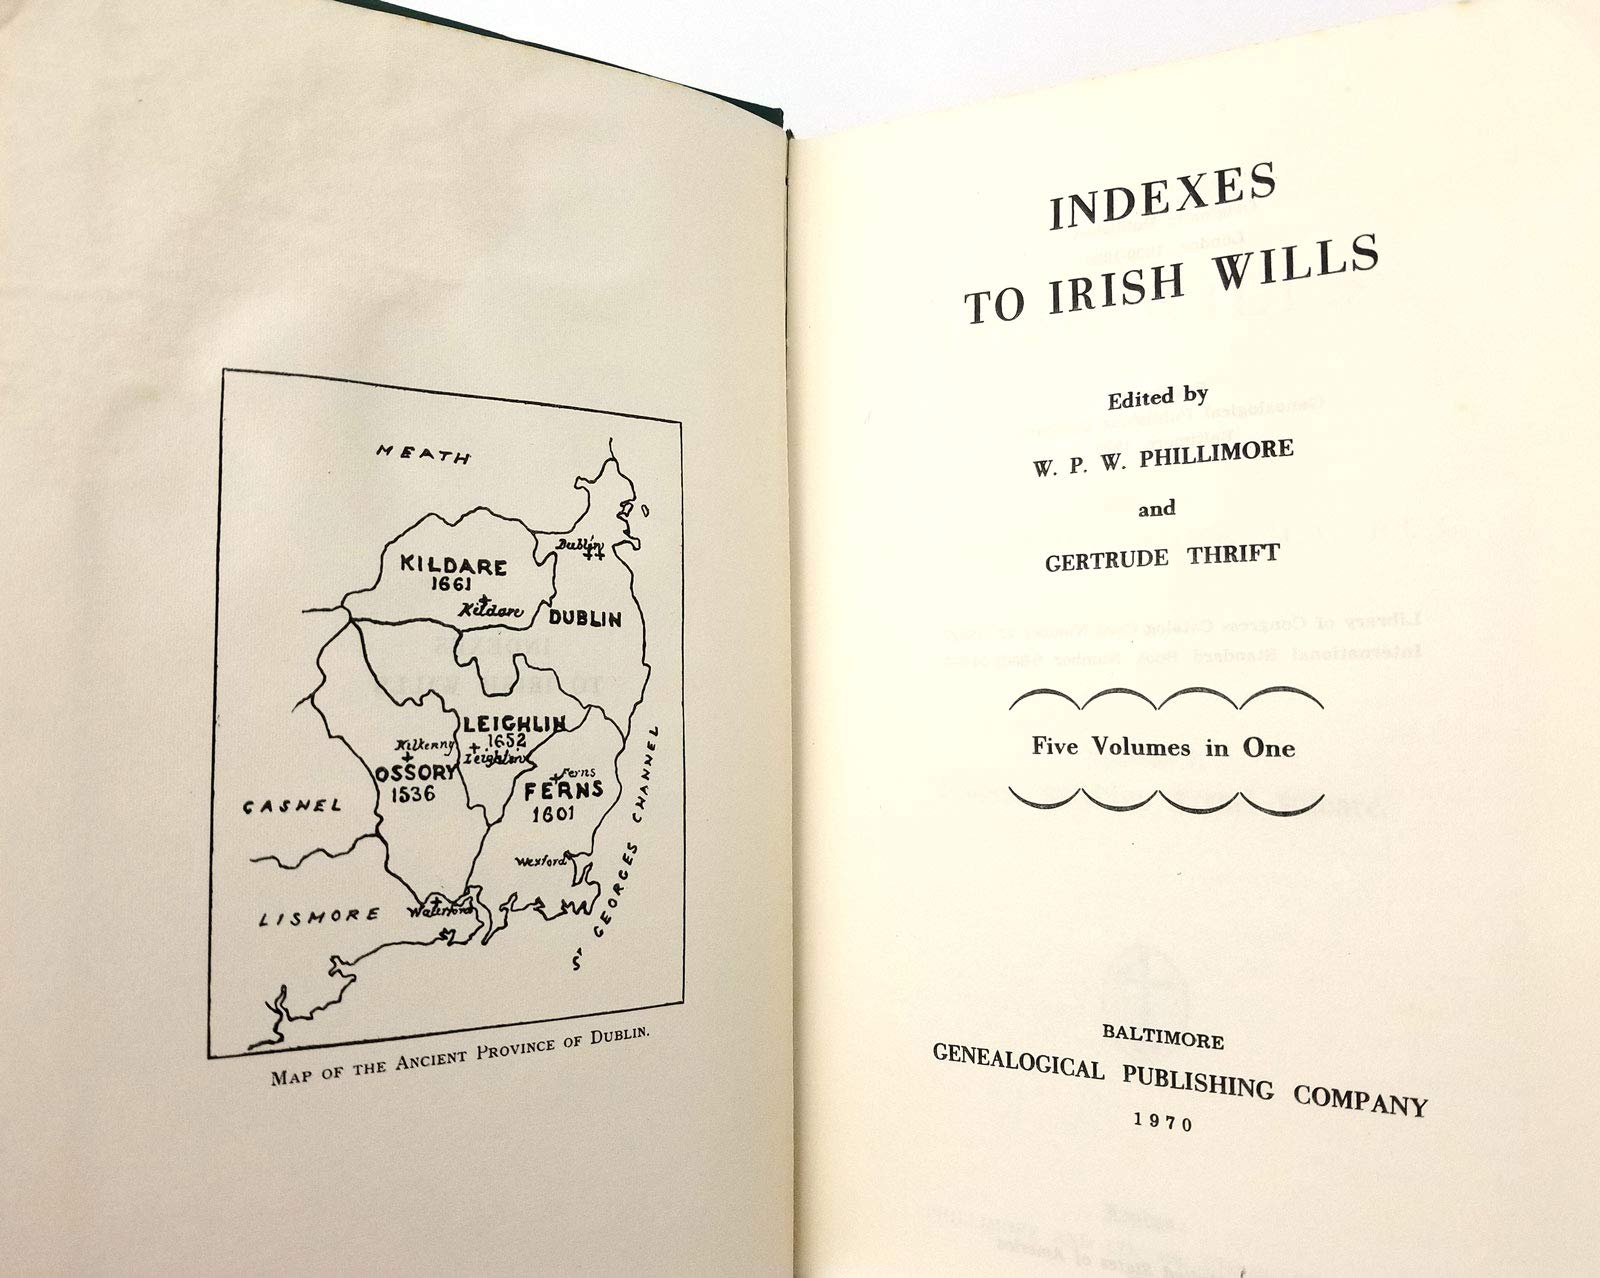 MEATH
Dublin
KILDARE
1661
Kildare
DUBLIN
LEIGHLIN
1652
Leighlin
Kilkenny
OSSORY
1536
Ferns
FERNS
1601
CASHEL
Wexford
LISMORE
Waterford
St GEORGES CHANNEL
MAP OF THE ANCIENT PROVINCE OF DUBLIN.
INDEXES
TO IRISH WILLS
Edited by
W. P. W. PHILLIMORE
and
GERTRUDE THRIFT
Five Volumes in One
BALTIMORE
GENEALOGICAL PUBLISHING COMPANY
1970